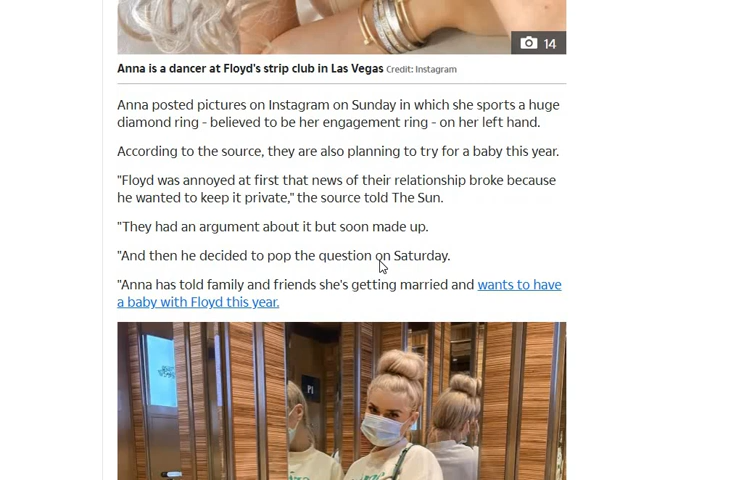 14
Anna is a dancer at Floyd's strip club in Las Vegas Credit: Instagram
Anna posted pictures on Instagram on Sunday in which she sports a huge
diamond ring - believed to be her engagement ring - on her left hand.
According to the source, they are also planning to try for a baby this year.
"Floyd was annoyed at first that news of their relationship broke because
he wanted to keep it private," the source told The Sun.
"They had an argument about it but soon made up.
"And then he decided to pop the question on Saturday.
"Anna has told family and friends she's getting married and wants to have
a baby with Floyd this year.
P1